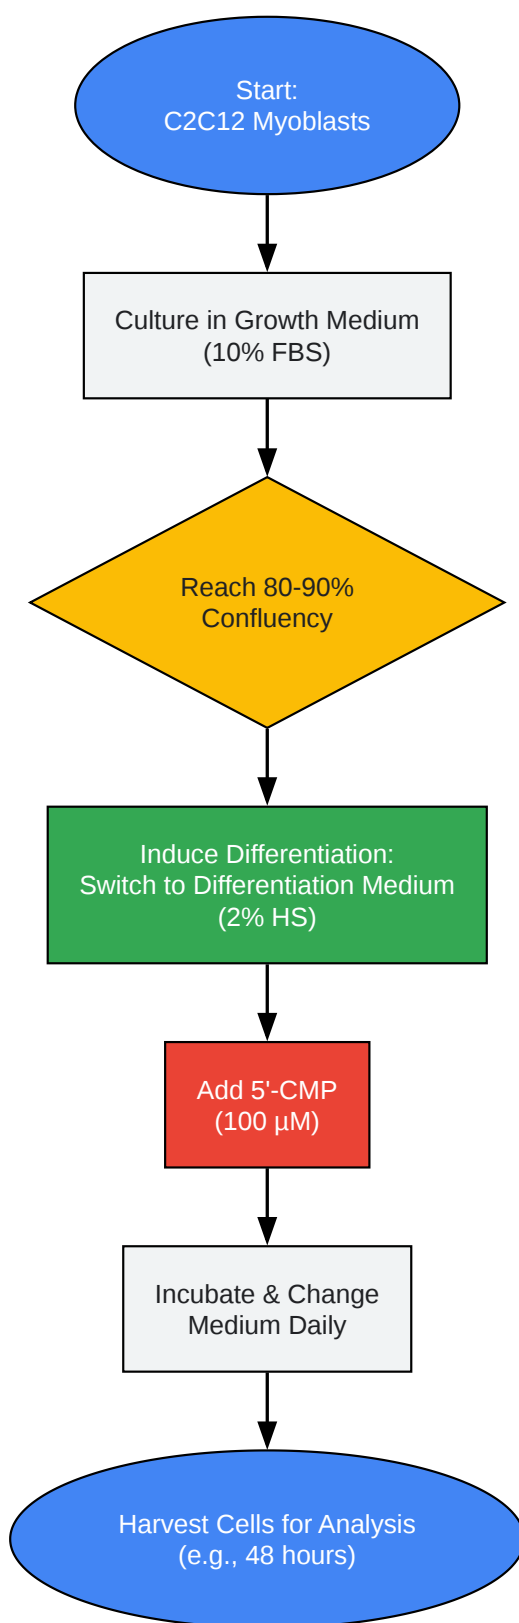 Start:
C2C12 Myoblasts
Culture in Growth Medium
(10% FBS)
Reach 80-90%
Confluency
Induce Differentiation:
Switch to Differentiation Medium
(2% HS)
Add 5'-CMP
(100 µM)
Incubate & Change
Medium Daily
Harvest Cells for Analysis
(e.g., 48 hours)